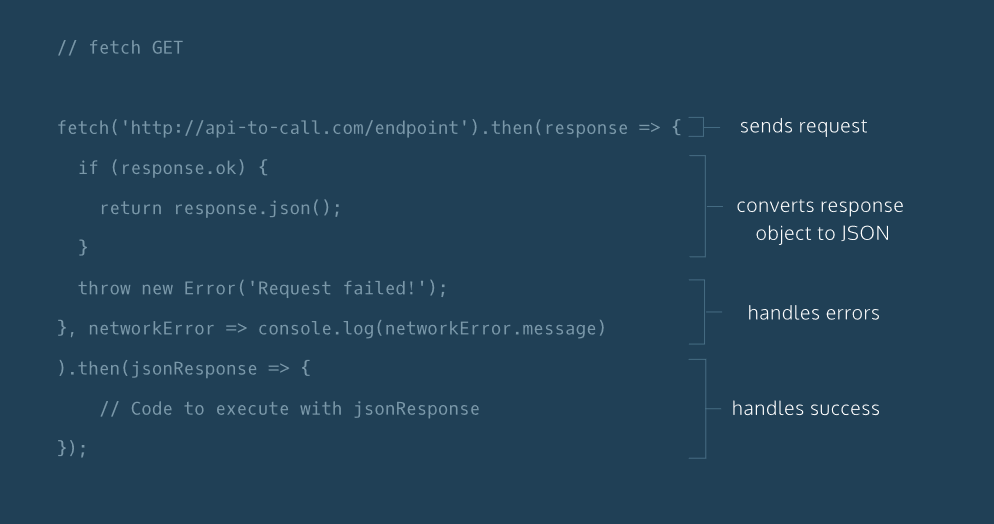 // fetch GET
fetch('http://api-to-call.com/endpoint').then(response => {
sends request
if (response.ok) {
return response.json();
}
converts response
object to JSON
throw new Error('Request failed!');
}, networkError => console.log(networkError.message)
handles errors
).then(jsonResponse => {
// Code to execute with jsonResponse
});
handles success